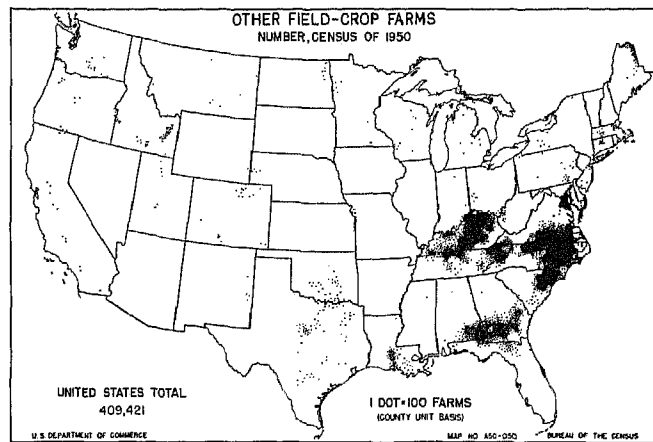 OTHER FIELD-CROP FARMS
NUMBER, CENSUS OF 1950
UNITED STATES TOTAL
409,421
1 DOT=100 FARMS
(COUNTY UNIT BASIS)
U.S. DEPARTMENT OF COMMERCE
MAP NO. A50-050
BUREAU OF THE CENSUS